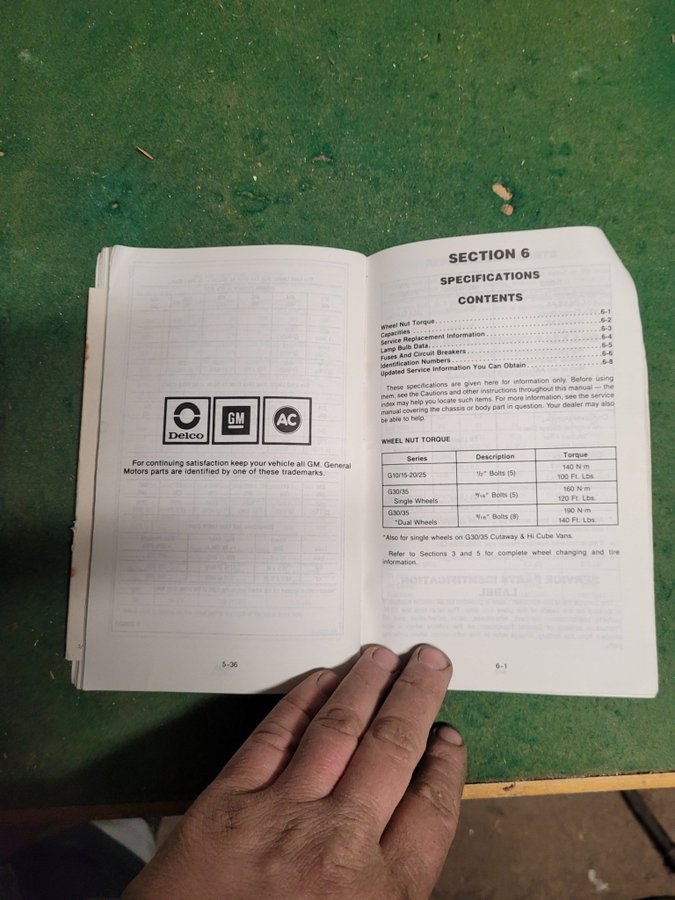 Delco
GM
AC
For continuing satisfaction keep your vehicle all GM. General
Motors parts are identified by one of these trademarks.
5-36
SECTION 6
SPECIFICATIONS
CONTENTS
Wheel Nut Torque. . . . . . . . . . . . . . . . . . . . . . . . . . . . . . . . . . . .6-1
Capacities . . . . . . . . . . . . . . . . . . . . . . . . . . . . . . . . . . . . . . . . . .6-2
Service Replacement Information . . . . . . . . . . . . . . . . . . . . . . .6-3
Lamp Bulb Data. . . . . . . . . . . . . . . . . . . . . . . . . . . . . . . . . . . . . .6-4
Fuses And Circuit Breakers . . . . . . . . . . . . . . . . . . . . . . . . . . . .6-5
Identification Numbers . . . . . . . . . . . . . . . . . . . . . . . . . . . . . . . .6-6
Updated Service Information You Can Obtain . . . . . . . . . . . . . .6-8
These specifications are given here for information only. Before using
them, see the Cautions and other instructions throughout this manual — the
index may help you locate such items. For more information, see the service
manual covering the chassis or body part in question. Your dealer may also
be able to help.
WHEEL NUT TORQUE
Series Description Torque
G10/15-20/25 ½" Bolts (5) 140 N·m
100 Ft. Lbs.
G30/35
Single Wheels 9/16" Bolts (5) 160 N·m
120 Ft. Lbs.
G30/35
*Dual Wheels 9/16" Bolts (8) 190 N·m
140 Ft. Lbs.
*Also for single wheels on G30/35 Cutaway & Hi Cube Vans.
Refer to Sections 3 and 5 for complete wheel changing and tire
information.
6-1